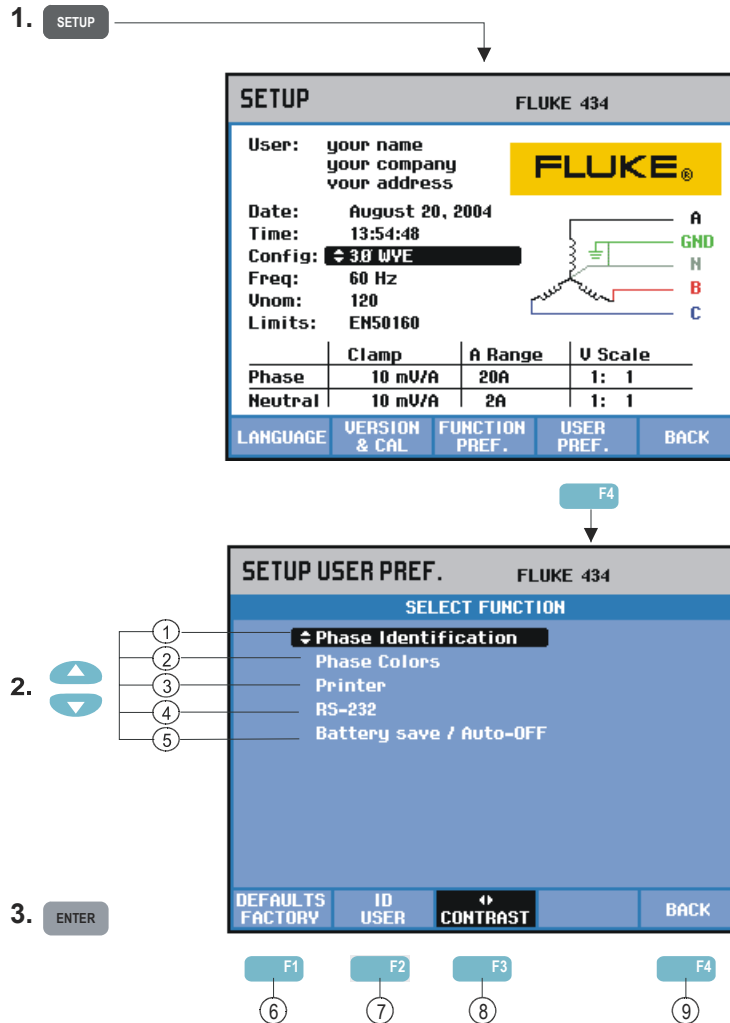 1. SETUP
SETUP FLUKE 434
User: your name
your company
your address
FLUKE®
Date: August 20, 2004
Time: 13:54:48
Config: 3.0 WYE
Freq: 60 Hz
Vnom: 120
Limits: EN50160
A
GND
N
B
C
Clamp A Range V Scale
Phase 10 mV/A 20A 1: 1
Neutral 10 mV/A 2A 1: 1
LANGUAGE VERSION & CAL FUNCTION PREF. USER PREF. BACK
F4
SETUP USER PREF. FLUKE 434
SELECT FUNCTION
1 Phase Identification
2 Phase Colors
2.
3 Printer
4 RS-232
5 Battery save / Auto-OFF
3. ENTER
DEFAULTS FACTORY ID USER CONTRAST BACK
F1 F2 F3 F4
6 7 8 9